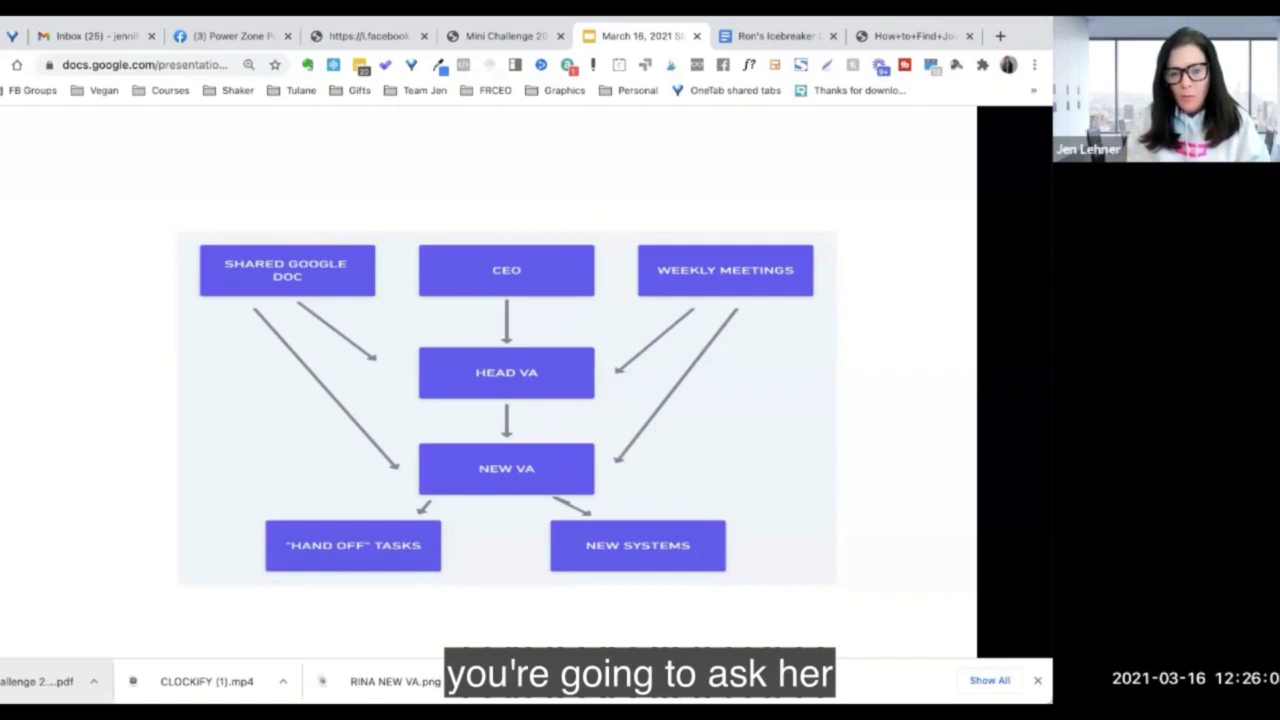 Inbox (25) - jennil
(3) Power Zone P
https://l.facebook
Mini Challenge 20
March 16, 2021 Sl
Ron's Icebreaker
How+to+Find+Jo
docs.google.com/presentatio...
FB Groups
Vegan
Courses
Shaker
Tulane
Gifts
Team Jen
FRCEO
Graphics
Personal
OneTab shared tabs
Thanks for downlo...
»
Jen Lehner
SHARED GOOGLE
DOC
CEO
WEEKLY MEETINGS
HEAD VA
NEW VA
"HAND OFF" TASKS
NEW SYSTEMS
you're going to ask her
allenge 2....pdf
CLOCKIFY (1).mp4
RINA NEW VA.png
Show All
2021-03-16 12:26:0